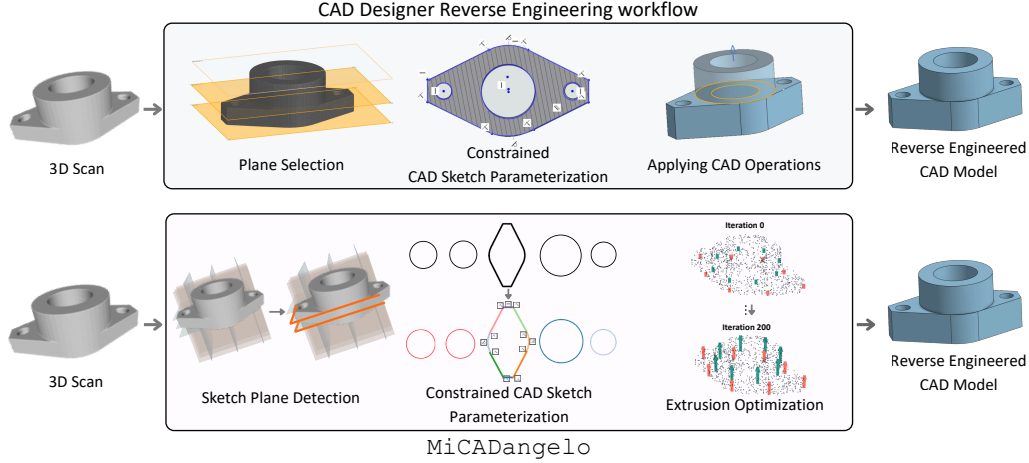 CAD Designer Reverse Engineering workflow
3D Scan
Plane Selection
Constrained
CAD Sketch Parameterization
Applying CAD Operations
Reverse Engineered
CAD Model
Iteration 0
Iteration 200
3D Scan
Sketch Plane Detection
Constrained CAD Sketch
Parameterization
Extrusion Optimization
Reverse Engineered
CAD Model
MiCADangelo